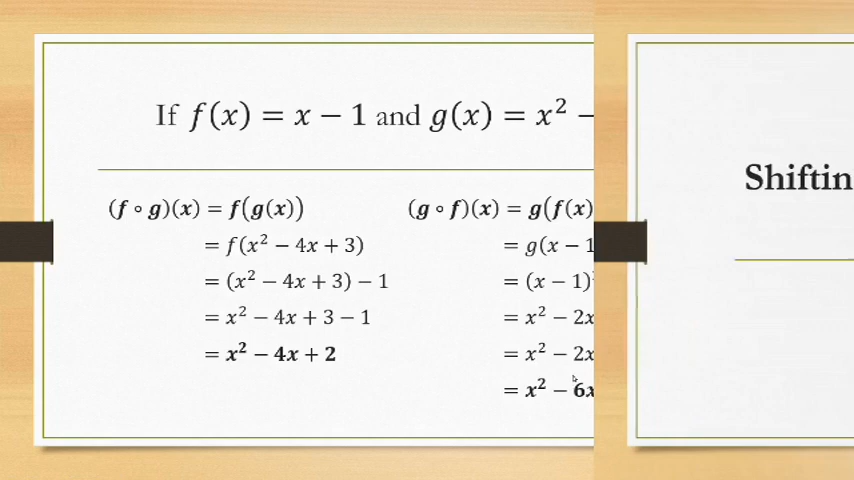 If f(x) = x − 1 and g(x) = x² −
(f ∘ g)(x) = f(g(x))
= f(x² − 4x + 3)
= (x² − 4x + 3) − 1
= x² − 4x + 3 − 1
= x² − 4x + 2
(g ∘ f)(x) = g(f(x)
= g(x − 1
= (x − 1)
= x² − 2x
= x² − 2x
= x² − 6x
Shiftin